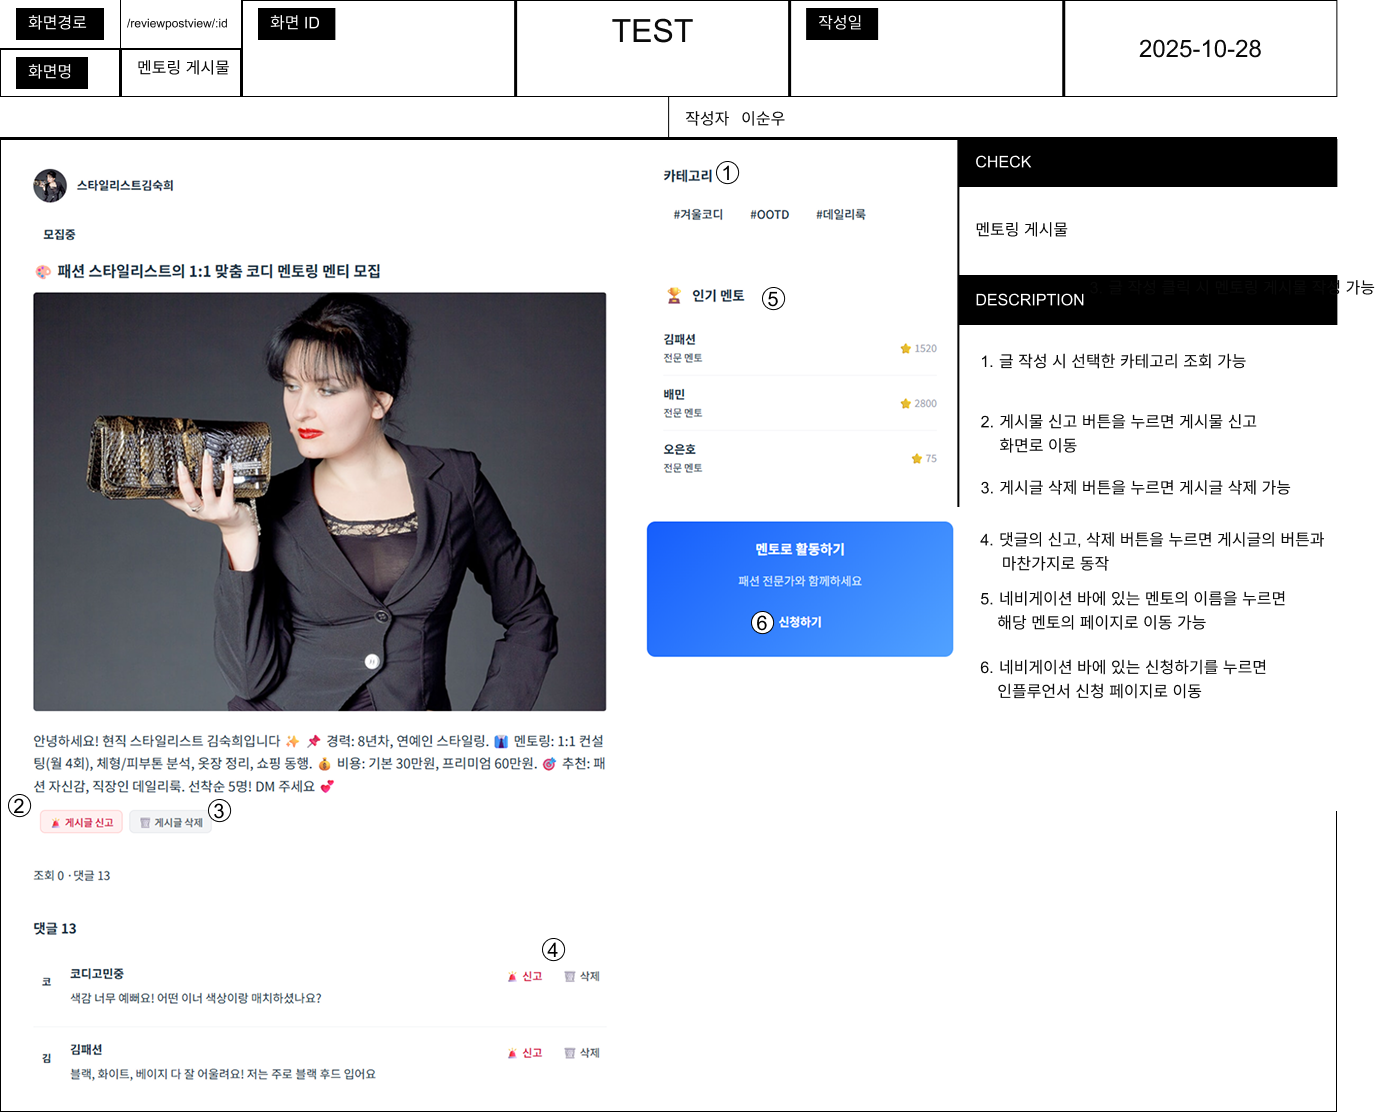 화면경로
/reviewpostview/:id
화면 ID
TEST
작성일
2025-10-28
화면명
멘토링 게시물
작성자 이순우
스타일리스트김숙희
모집중
패션 스타일리스트의 1:1 맞춤 코디 멘토링 멘티 모집
안녕하세요! 현직 스타일리스트 김숙희입니다 ✨ 📌 경력: 8년차, 연예인 스타일링. 👔 멘토링: 1:1 컨설
팅(월 4회), 체형/피부톤 분석, 옷장 정리, 쇼핑 동행. 💰 비용: 기본 30만원, 프리미엄 60만원. 🎯 추천: 패
션 자신감, 직장인 데일리룩. 선착순 5명! DM 주세요 💕
② 게시글 신고
게시글 삭제 ③
조회 0 · 댓글 13
댓글 13
④
코
코디고민중
신고
삭제
색감 너무 예뻐요! 어떤 이너 색상이랑 매치하셨나요?
김
김패션
신고
삭제
블랙, 화이트, 베이지 다 잘 어울려요! 저는 주로 블랙 후드 입어요
카테고리 ①
#겨울코디 #OOTD #데일리룩
인기 멘토 ⑤
김패션
전문 멘토
1520
배민
전문 멘토
2800
오은호
전문 멘토
75
멘토로 활동하기
패션 전문가와 함께하세요
⑥ 신청하기
CHECK
멘토링 게시물
3. 글 작성 클릭 시 멘토링 게시물 작성 가능
DESCRIPTION
1. 글 작성 시 선택한 카테고리 조회 가능
2. 게시물 신고 버튼을 누르면 게시물 신고
화면로 이동
3. 게시글 삭제 버튼을 누르면 게시글 삭제 가능
4. 댓글의 신고, 삭제 버튼을 누르면 게시글의 버튼과
마찬가지로 동작
5. 네비게이션 바에 있는 멘토의 이름을 누르면
해당 멘토의 페이지로 이동 가능
6. 네비게이션 바에 있는 신청하기를 누르면
인플루언서 신청 페이지로 이동